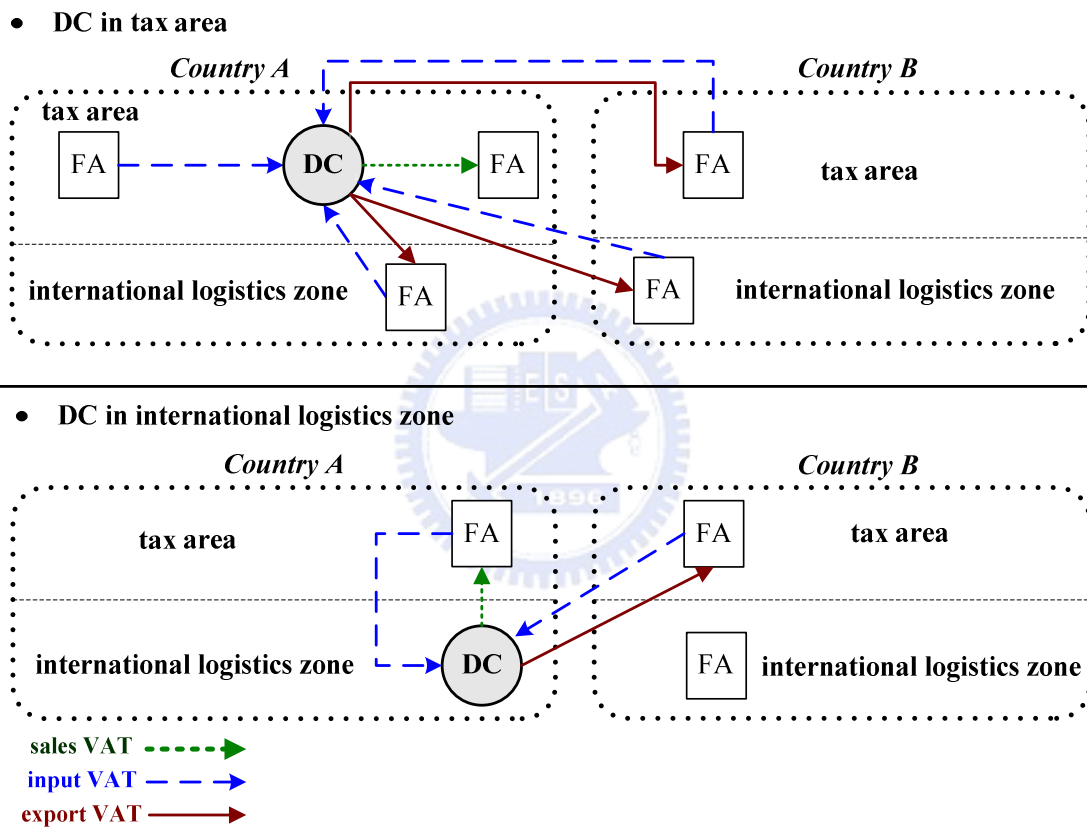 • DC in tax area
Country A
Country B
tax area
FA
DC
FA
FA
tax area
international logistics zone
FA
FA
international logistics zone
ES
1896
• DC in international logistics zone
Country A
Country B
tax area
FA
FA
tax area
international logistics zone
DC
FA
international logistics zone
sales VAT
input VAT
export VAT